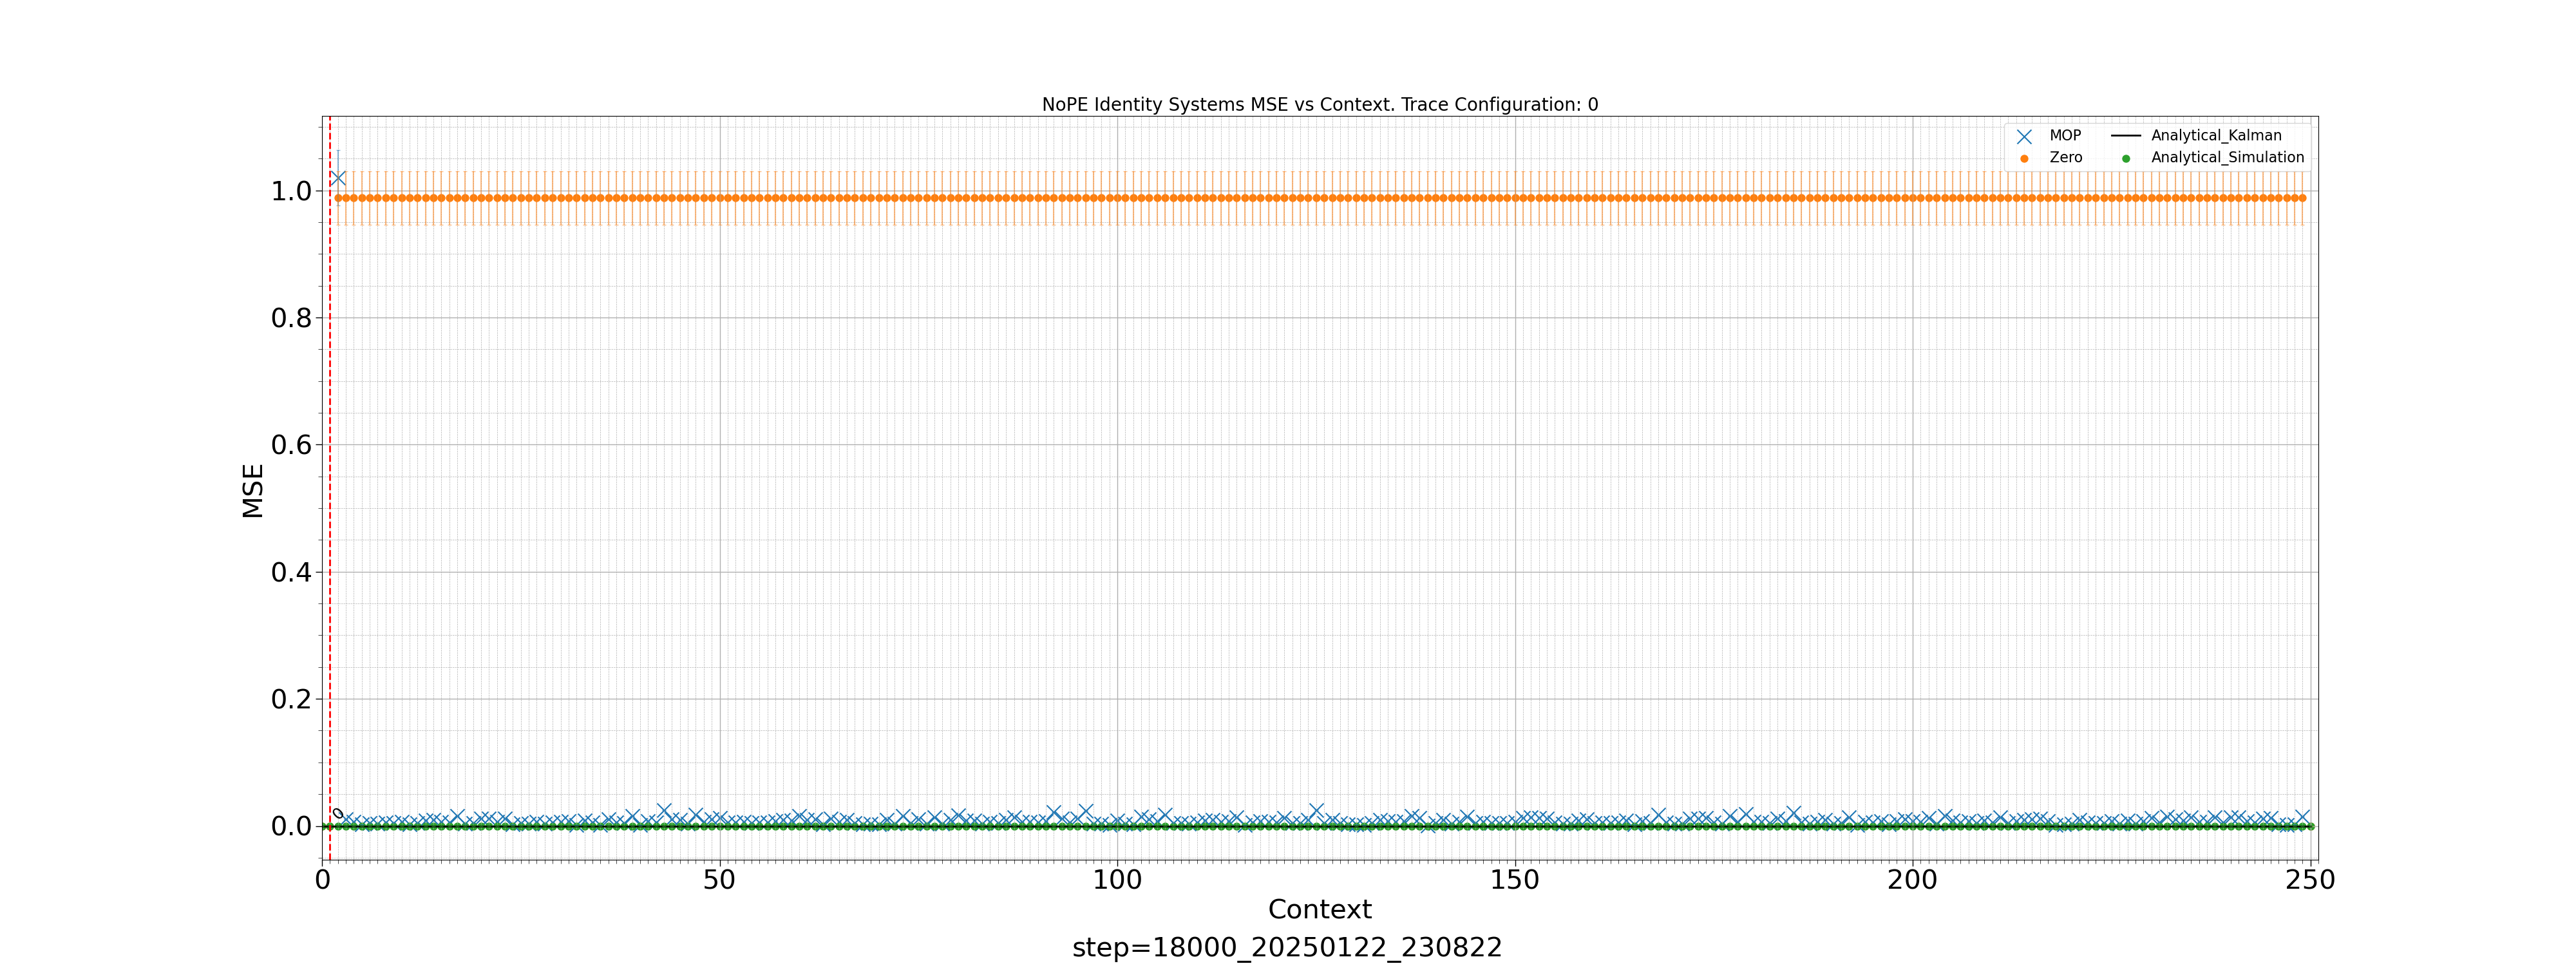 NoPE Identity Systems MSE vs Context. Trace Configuration: 0
MOP
Zero
Analytical_Kalman
Analytical_Simulation
1.0
0.8
0.6
0.4
0.2
0.0
MSE
0
0
50
100
150
200
250
Context
step=18000_20250122_230822